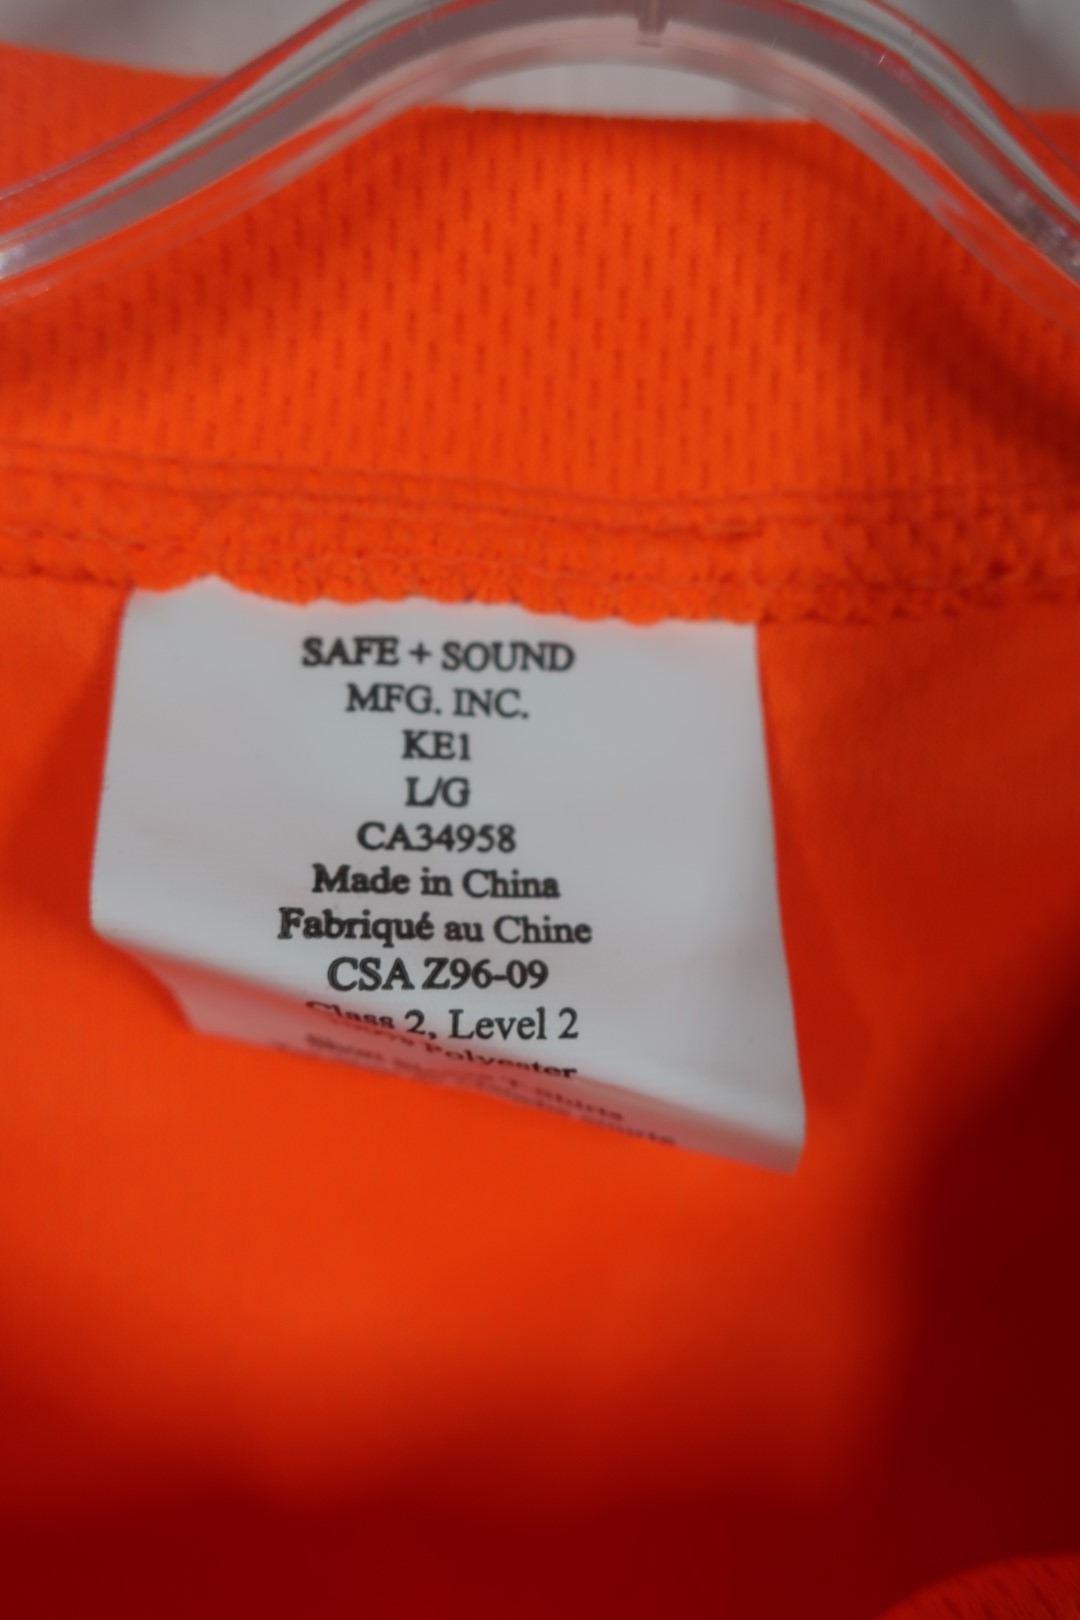 SAFE + SOUND
MFG. INC.
KE1
L/G
CA34958
Made in China
Fabriqué au Chine
CSA Z96-09
Class 2, Level 2
Polyester